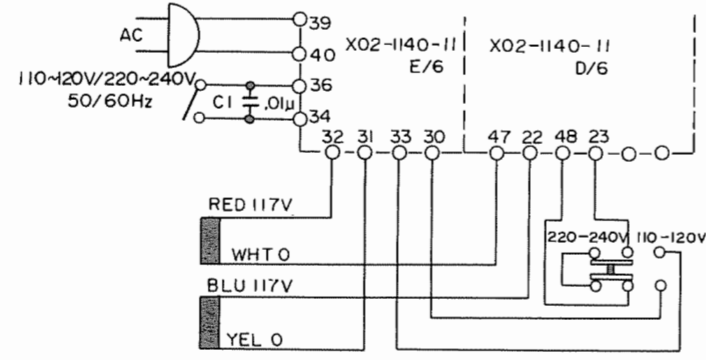 AC
39
40
X02-1140-11
E/6
X02-1140-11
D/6
110~120V/220~240V
50/60Hz
C1 .01μ
36
34
32 31 33 30 47 22 48 23
RED 117V
WHT 0
BLU 117V
YEL 0
220-240V 110-120V